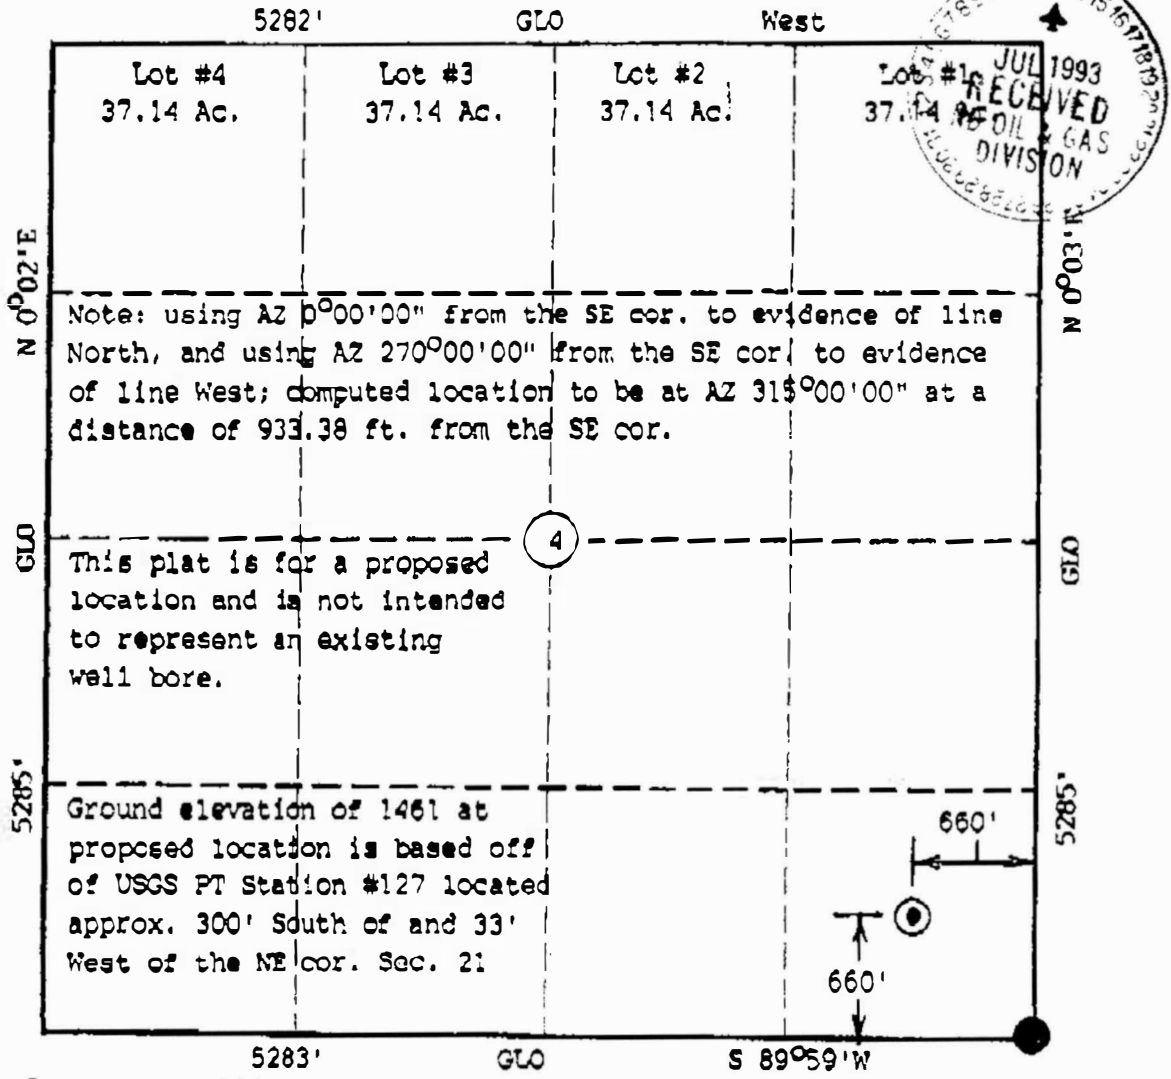 5282' GLO West
Lot #4 Lot #3 Lot #2 Lot #1
37.14 Ac. 37.14 Ac. 37.14 Ac. 37.14
JUL 1993
RECEIVED
OIL & GAS
DIVISION
N 0°02'E
N 0°03'E
Note: using AZ 0°00'00" from the SE cor. to evidence of line
North, and using AZ 270°00'00" from the SE cor. to evidence
of line West; computed location to be at AZ 315°00'00" at a
distance of 933.38 ft. from the SE cor.
GLO
4
GLO
This plat is for a proposed
location and is not intended
to represent an existing
well bore.
5285'
5285'
Ground elevation of 1461 at
proposed location is based off
of USGS PT Station #127 located
approx. 300' South of and 33'
West of the NE cor. Sec. 21
660'
660'
5283' GLO S 89°59'W